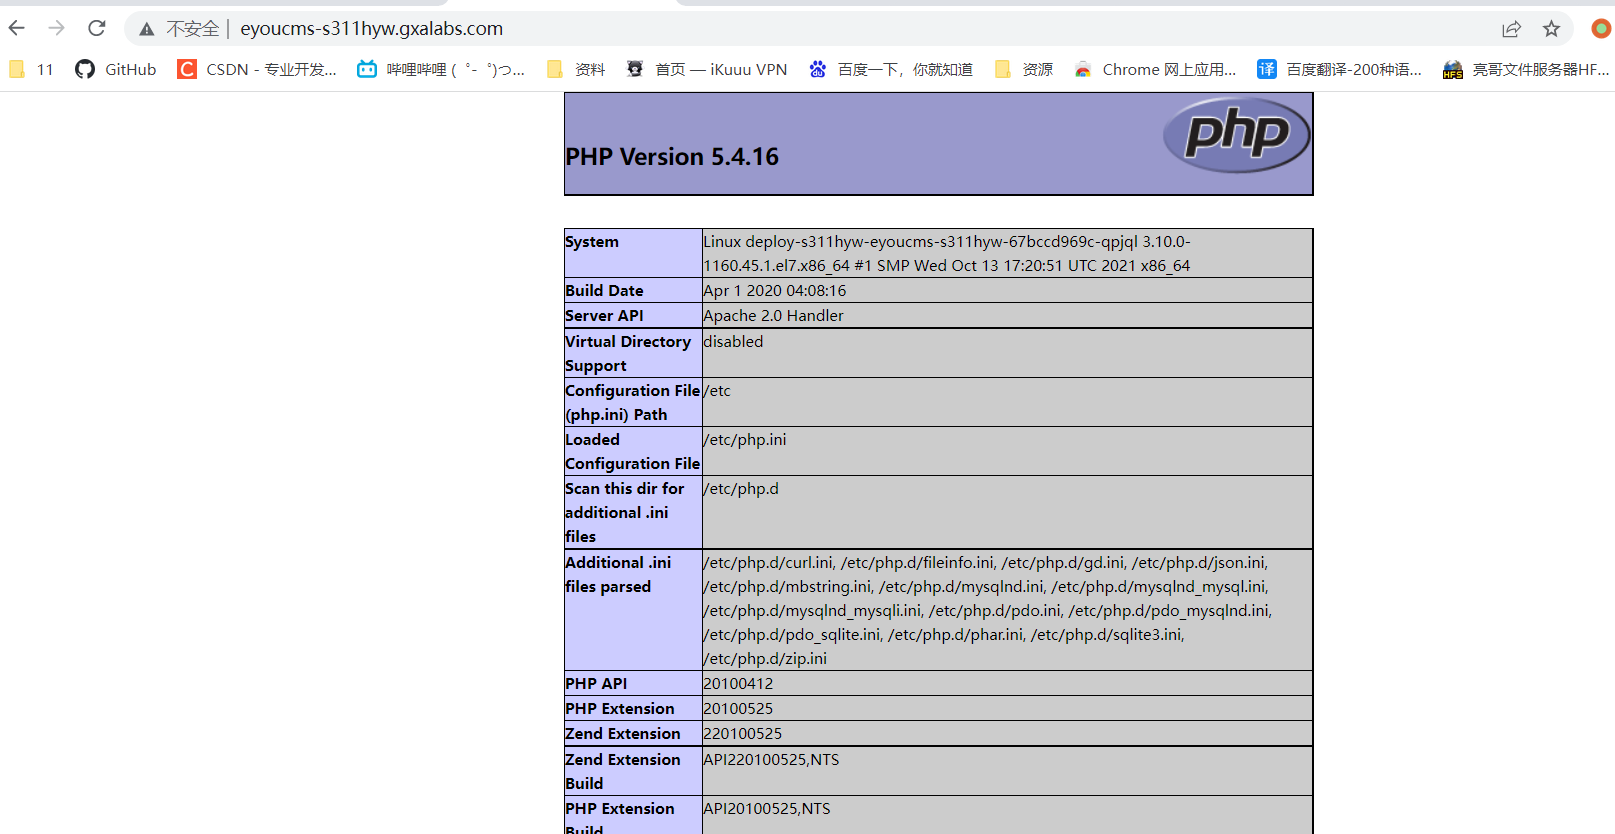 不安全 eyoucms-s311hyw.gxalabs.com
11 GitHub CSDN - 专业开发... 哔哩哔哩 (゜-゜)つ... 资料 首页 — iKuuu VPN 百度一下，你就知道 资源 Chrome 网上应用... 译 百度翻译-200种语... HFS 亮哥文件服务器HF...
php
PHP Version 5.4.16
System Linux deploy-s311hyw-eyoucms-s311hyw-67bccd969c-qpjql 3.10.0-
1160.45.1.el7.x86_64 #1 SMP Wed Oct 13 17:20:51 UTC 2021 x86_64
Build Date Apr 1 2020 04:08:16
Server API Apache 2.0 Handler
Virtual Directory disabled
Support
Configuration File /etc
(php.ini) Path
Loaded /etc/php.ini
Configuration File
Scan this dir for /etc/php.d
additional .ini
files
Additional .ini /etc/php.d/curl.ini, /etc/php.d/fileinfo.ini, /etc/php.d/gd.ini, /etc/php.d/json.ini,
files parsed /etc/php.d/mbstring.ini, /etc/php.d/mysqlnd.ini, /etc/php.d/mysqlnd_mysql.ini,
/etc/php.d/mysqlnd_mysqli.ini, /etc/php.d/pdo.ini, /etc/php.d/pdo_mysqlnd.ini,
/etc/php.d/pdo_sqlite.ini, /etc/php.d/phar.ini, /etc/php.d/sqlite3.ini,
/etc/php.d/zip.ini
PHP API 20100412
PHP Extension 20100525
Zend Extension 220100525
Zend Extension API220100525,NTS
Build
PHP Extension API20100525,NTS
Build